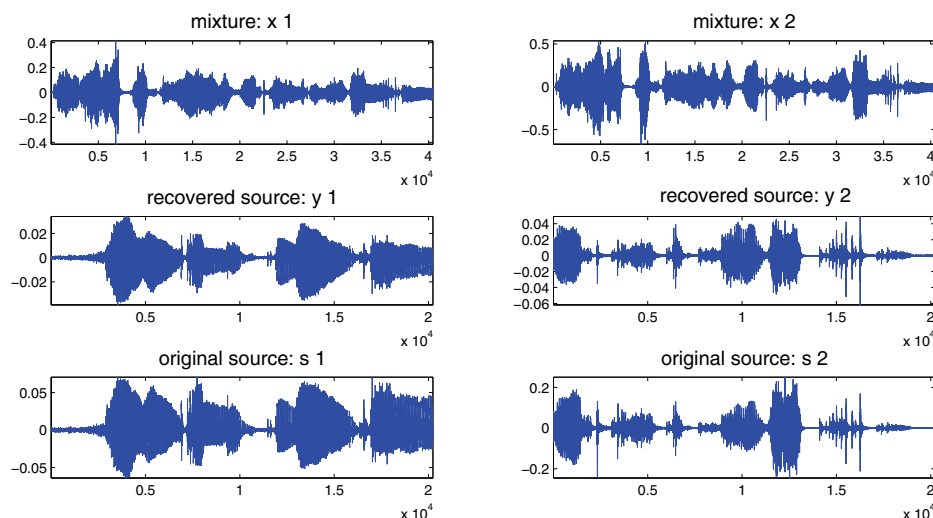 mixture: x 1
0.4
0.2
0
−0.2
−0.4
0.5 1 1.5 2 2.5 3 3.5 4
x 10^4
mixture: x 2
0.5
0
−0.5
0.5 1 1.5 2 2.5 3 3.5 4
x 10^4
recovered source: y 1
0.02
0
−0.02
0.5 1 1.5 2
x 10^4
recovered source: y 2
0.04
0.02
0
−0.02
−0.04
−0.06
0.5 1 1.5 2
x 10^4
original source: s 1
0.05
0
−0.05
0.5 1 1.5 2
x 10^4
original source: s 2
0.2
0
−0.2
0.5 1 1.5 2
x 10^4